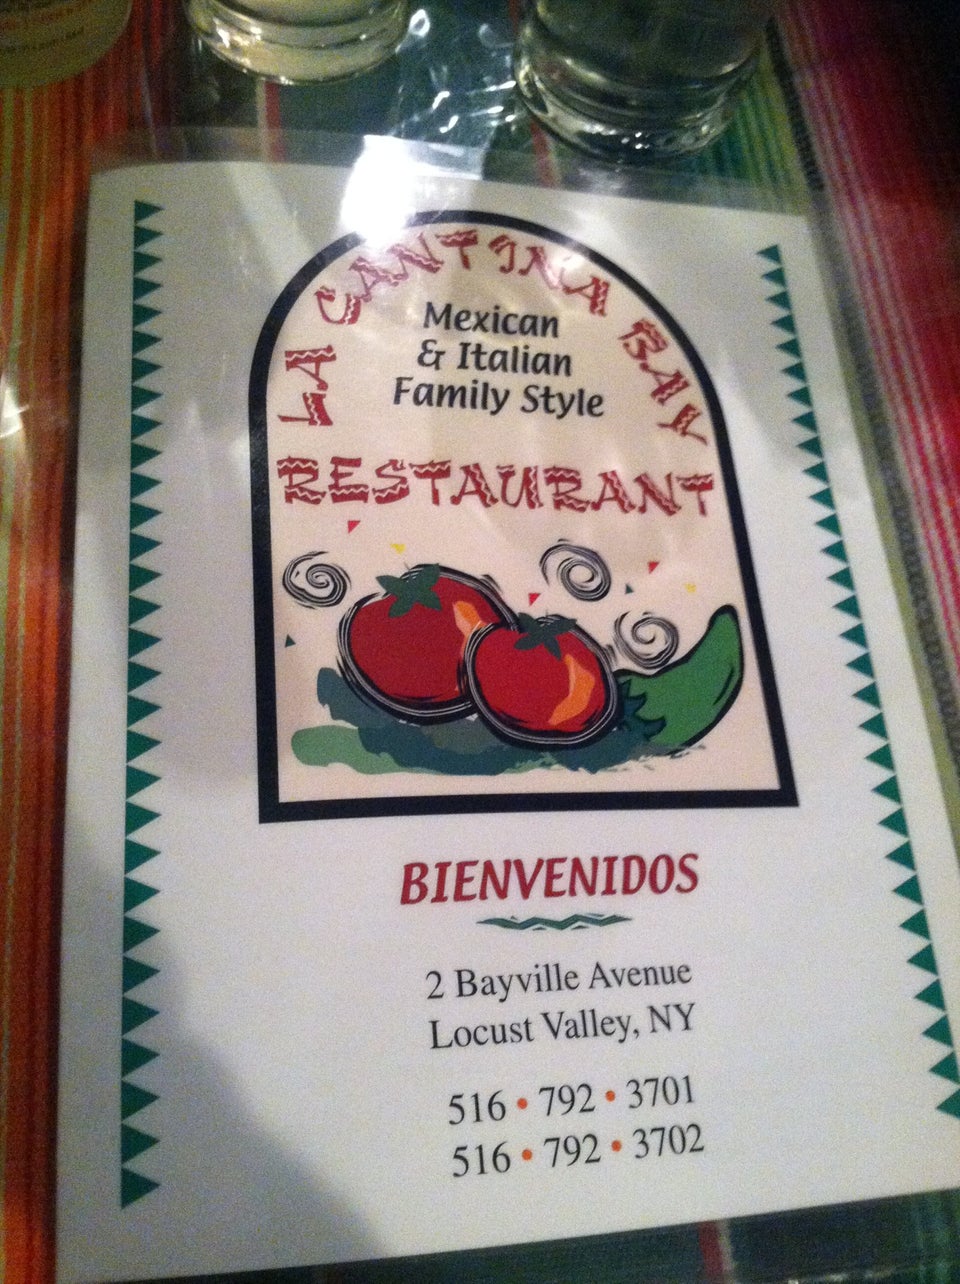 LA CANTINA BAY
Mexican
& Italian
Family Style
RESTAURANT
BIENVENIDOS
2 Bayville Avenue
Locust Valley, NY
516 • 792 • 3701
516 • 792 • 3702